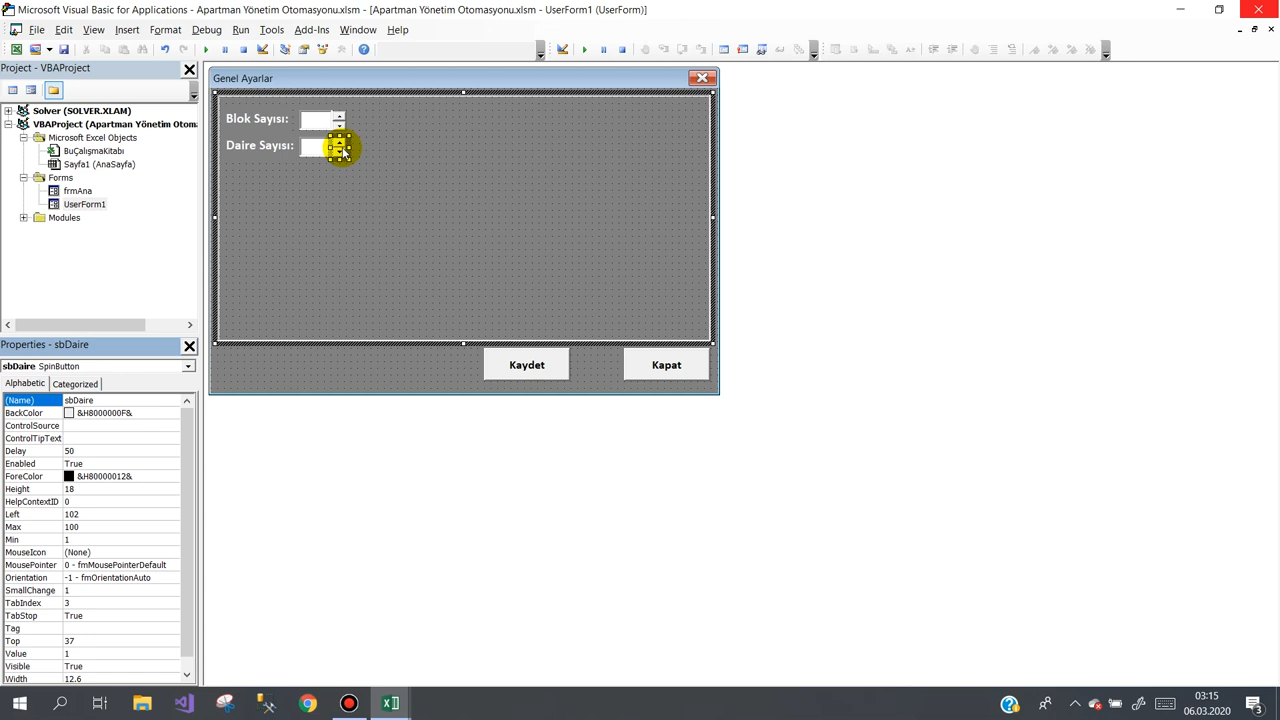 Microsoft Visual Basic for Applications - Apartman Yönetim Otomasyonu.xlsm - [Apartman Yönetim Otomasyonu.xlsm - UserForm1 (UserForm)]
File Edit View Insert Format Debug Run Tools Add-Ins Window Help
Project - VBAProject
Solver (SOLVER.XLAM)
VBAProject (Apartman Yönetim Otom
Microsoft Excel Objects
BuÇalışmaKitabı
Sayfa1 (AnaSayfa)
Forms
frmAna
UserForm1
Modules
Genel Ayarlar
Blok Sayısı:
Daire Sayısı:
Kaydet
Kapat
Properties - sbDaire
sbDaire SpinButton
Alphabetic Categorized
(Name) sbDaire
BackColor &H8000000F&
ControlSource
ControlTipText
Delay 50
Enabled True
ForeColor &H80000012&
Height 18
HelpContextID 0
Left 102
Max 100
Min 1
MouseIcon (None)
MousePointer 0 - fmMousePointerDefault
Orientation -1 - fmOrientationAuto
SmallChange 1
TabIndex 3
TabStop True
Tag
Top 37
Value 1
Visible True
Width 12.6
03:15
06.03.2020
3